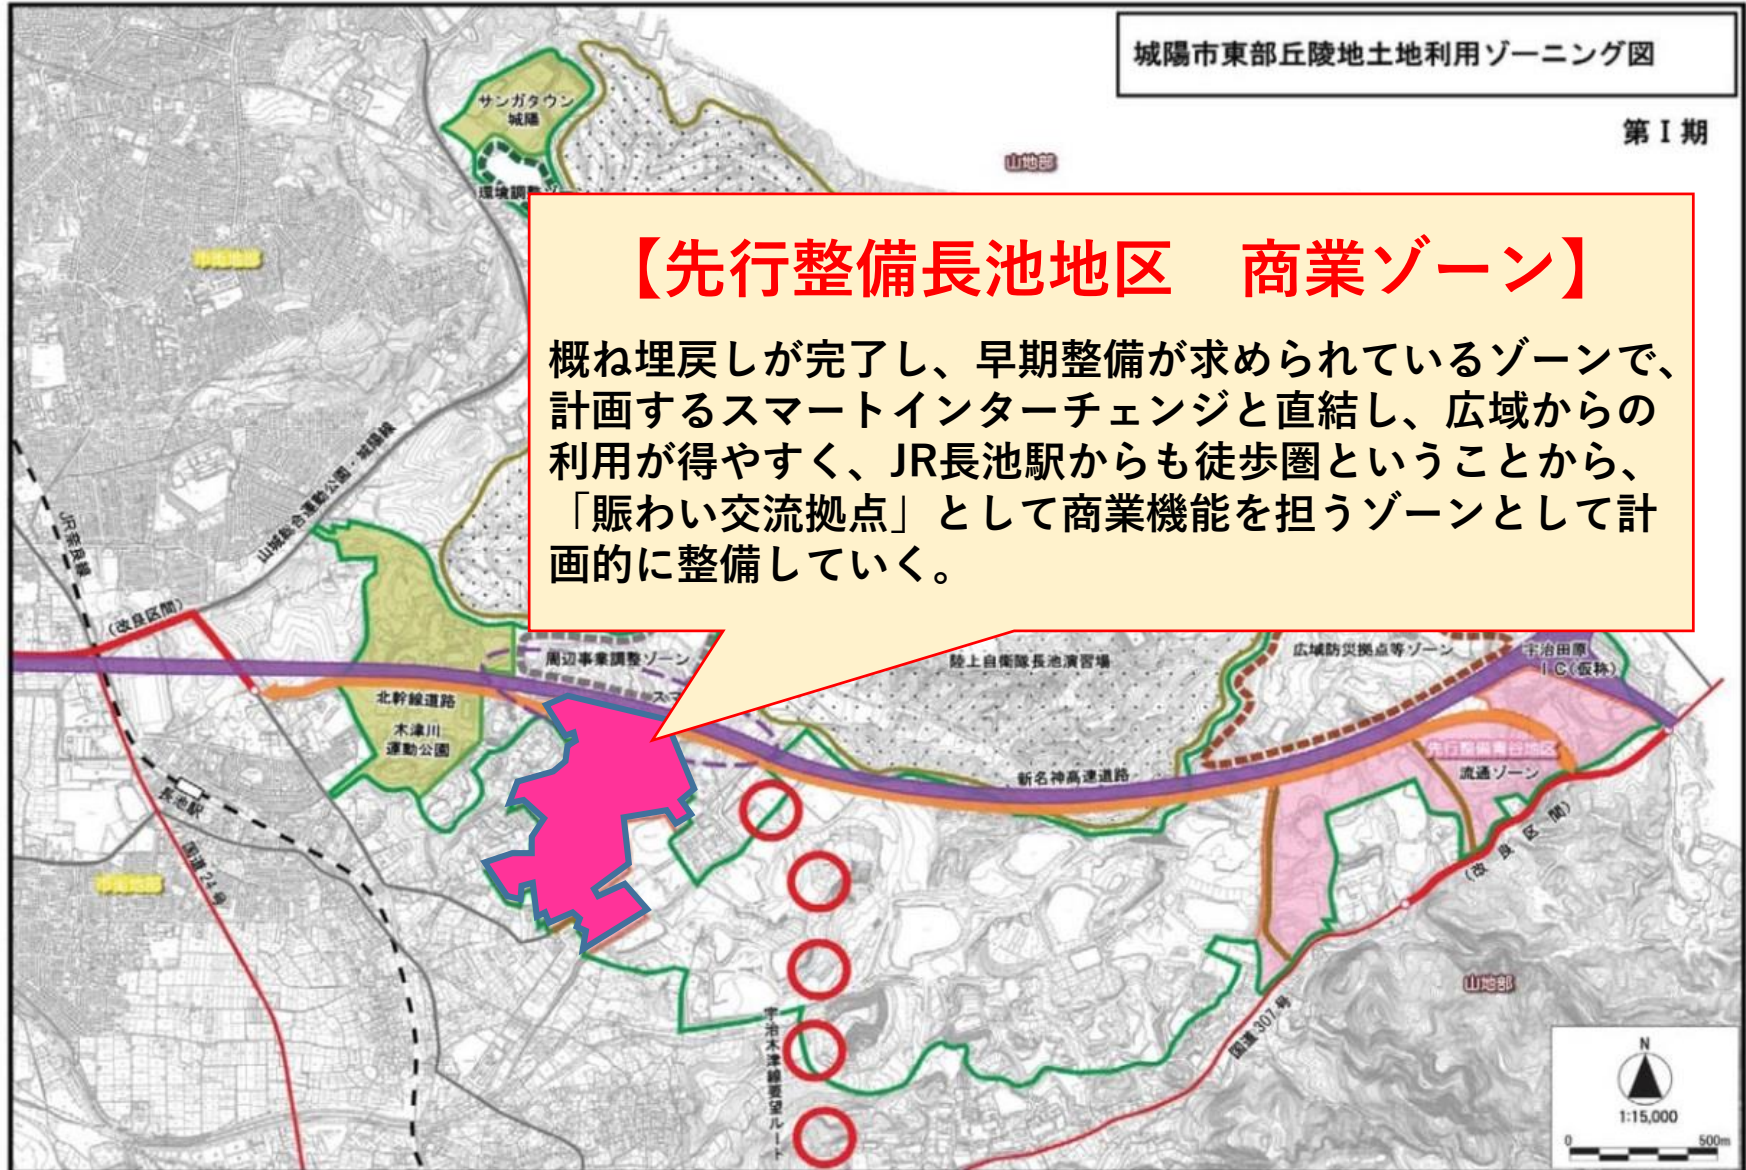 城陽市東部丘陵地土地利用ゾーニング図
第Ⅰ期
サンガタウン
城陽
山地部
環境調整
市街地部
【先行整備長池地区　商業ゾーン】
概ね埋戻しが完了し、早期整備が求められているゾーンで、
計画するスマートインターチェンジと直結し、広域からの
利用が得やすく、JR長池駅からも徒歩圏ということから、
「賑わい交流拠点」として商業機能を担うゾーンとして計
画的に整備していく。
山城総合運動公園・城陽線
JR奈良線
(改良区間)
周辺事業調整ゾーン
ス
陸上自衛隊長池演習場
広域防災拠点等ゾーン
宇治田原
IC(仮称)
北幹線道路
木津川
運動公園
先行整備青谷地区
流通ゾーン
新名神高速道路
長池駅
国道24号
市街地部
(改良区間)
山地部
宇治木津線要望ルート
国道307号
N
1:15,000
0 500m